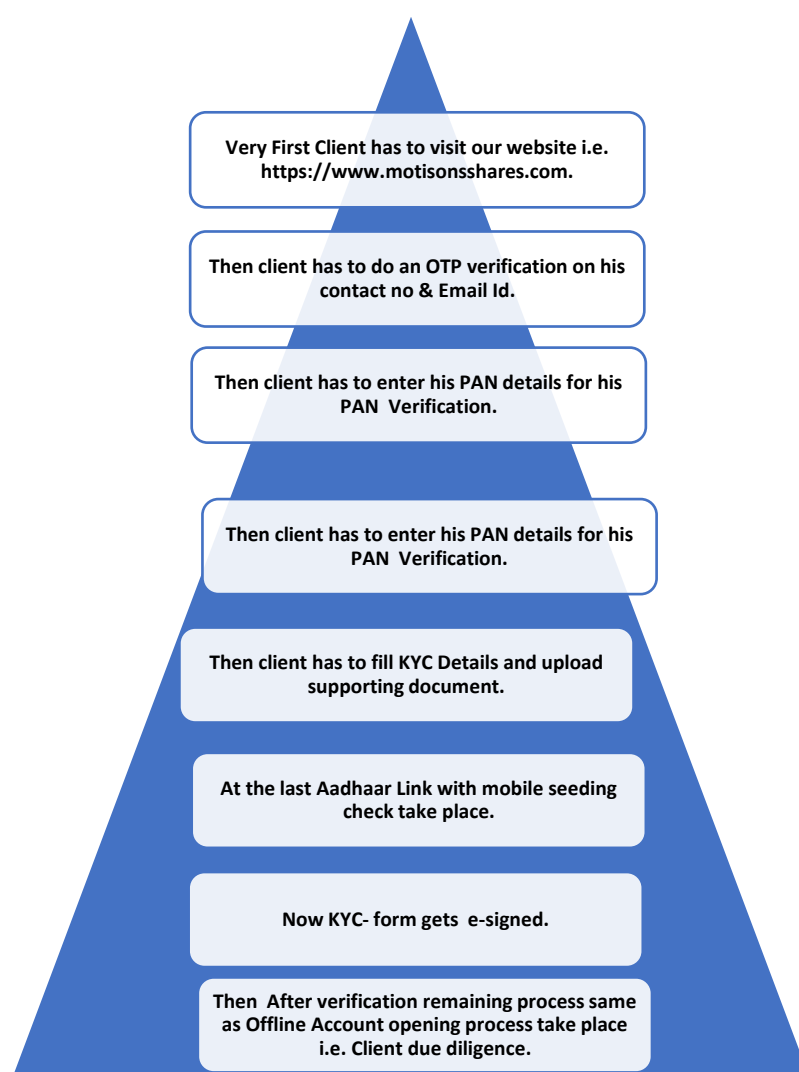 Very First Client has to visit our website i.e.
https://www.motisonsshares.com.
Then client has to do an OTP verification on his
contact no & Email Id.
Then client has to enter his PAN details for his
PAN  Verification.
Then client has to enter his PAN details for his
PAN  Verification.
Then client has to fill KYC Details and upload
supporting document.
At the last Aadhaar Link with mobile seeding
check take place.
Now KYC- form gets  e-signed.
Then  After verification remaining process same
as Offline Account opening process take place
i.e. Client due diligence.